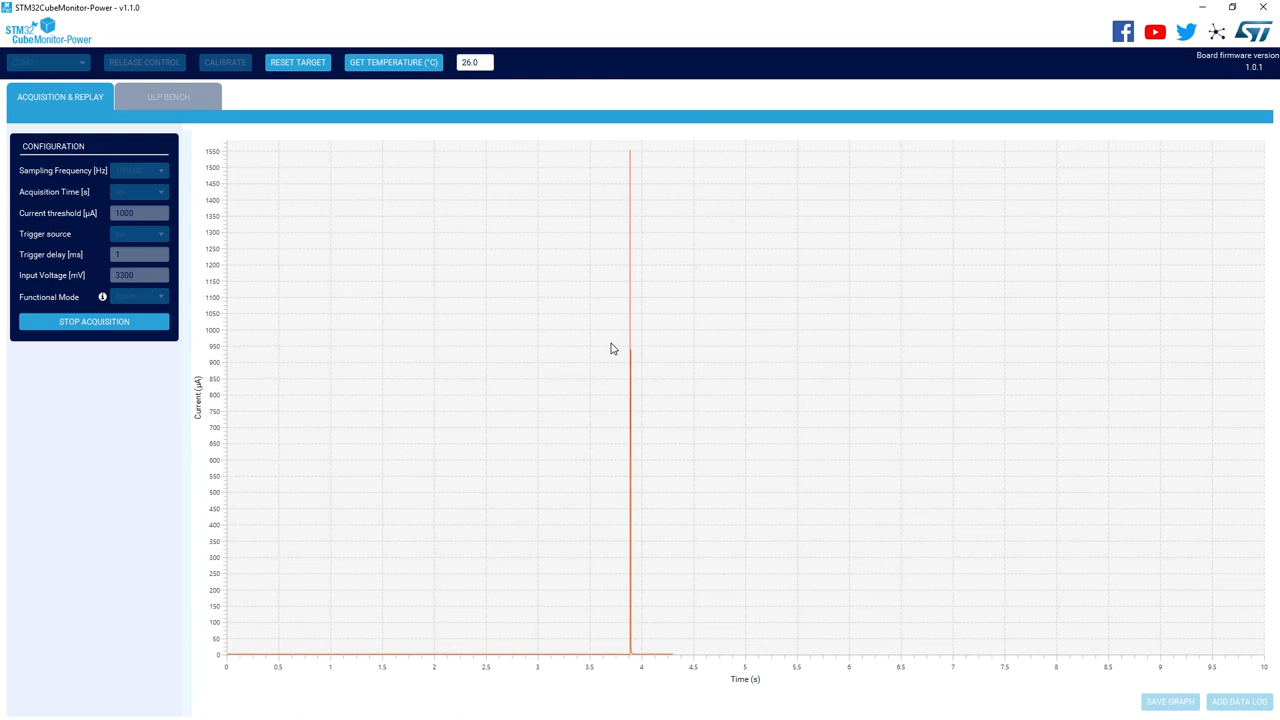 STM32CubeMonitor-Power - v1.1.0
STM32
CubeMonitor-Power
RELEASE CONTROL
CALIBRATE
RESET TARGET
GET TEMPERATURE (°C)
26.0
Board firmware version
1.0.1
ACQUISITION & REPLAY
ULP BENCH
CONFIGURATION
Sampling Frequency [Hz]
Acquisition Time [s]
Current threshold [µA] 1000
Trigger source
Trigger delay [ms] 1
Input Voltage [mV] 3300
Functional Mode
STOP ACQUISITION
Current (µA)
1550
1500
1450
1400
1350
1300
1250
1200
1150
1100
1050
1000
950
900
850
800
750
700
650
600
550
500
450
400
350
300
250
200
150
100
50
0
0 0.5 1 1.5 2 2.5 3 3.5 4 4.5 5 5.5 6 6.5 7 7.5 8 8.5 9 9.5 10
Time (s)
SAVE GRAPH
ADD DATA LOG